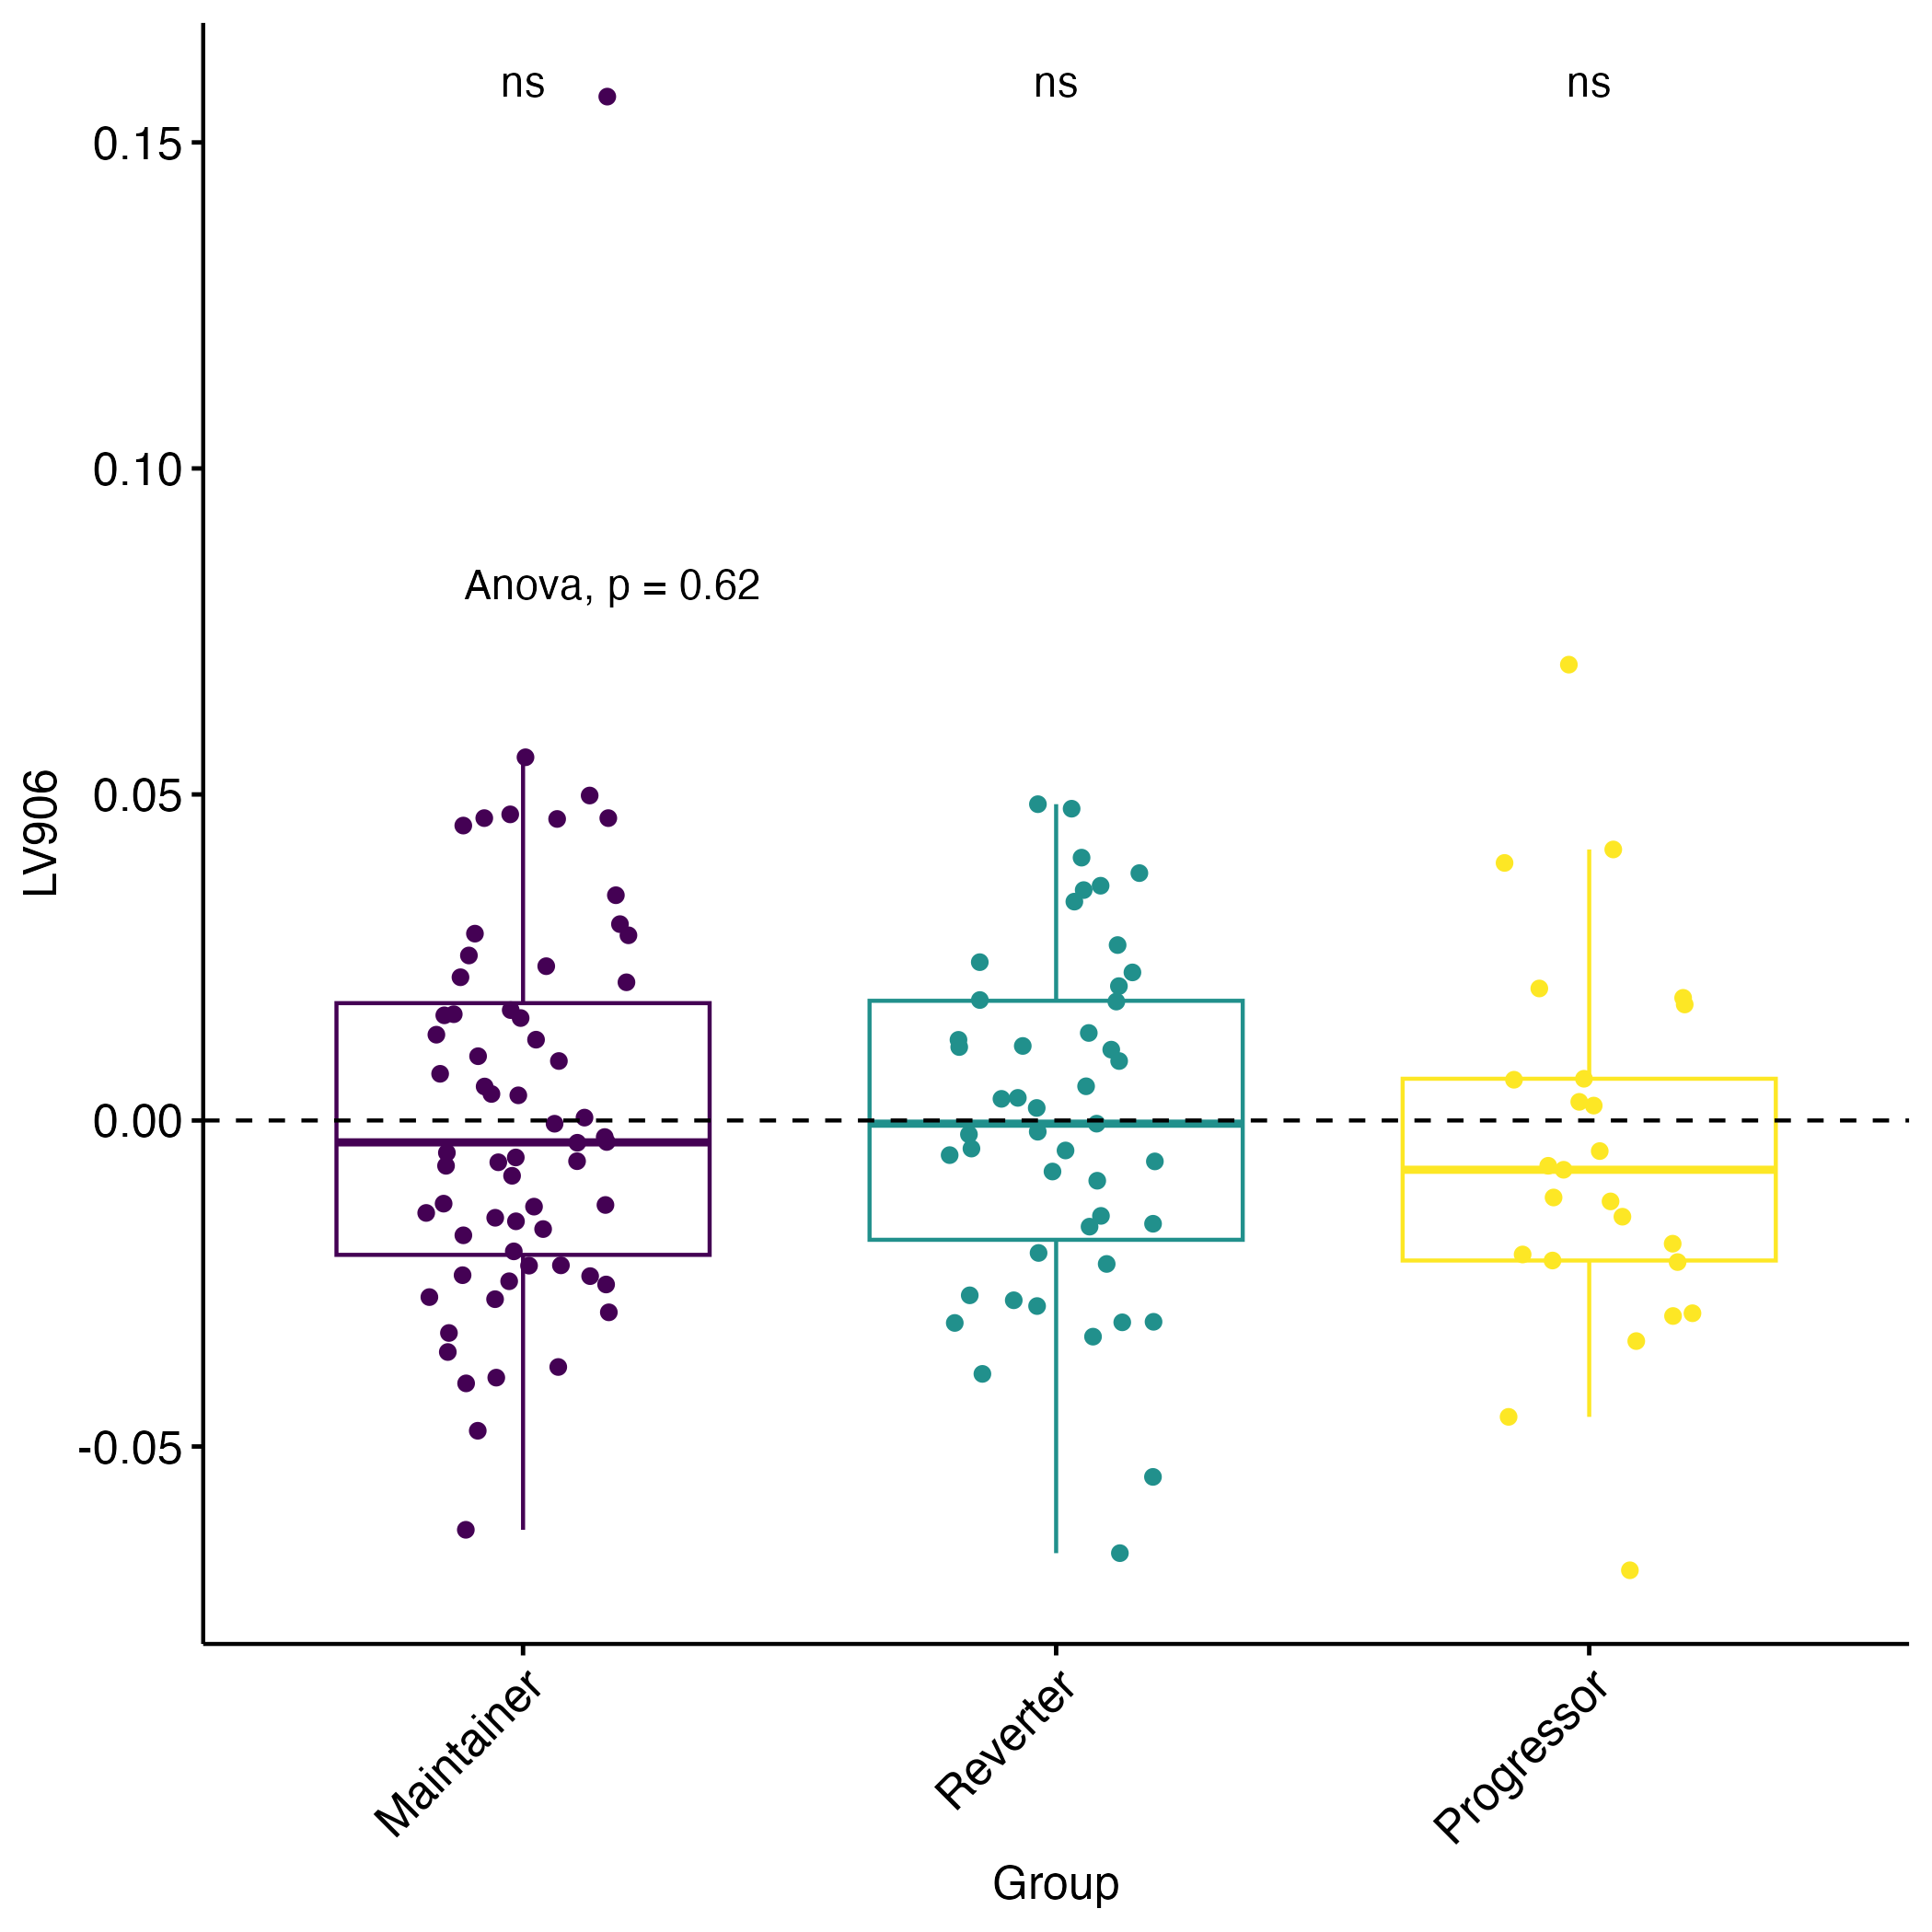 ns ns ns
0.15
0.10
Anova, p = 0.62
0.05
LV906
0.00
-0.05
Maintainer Reverter Progressor
Group